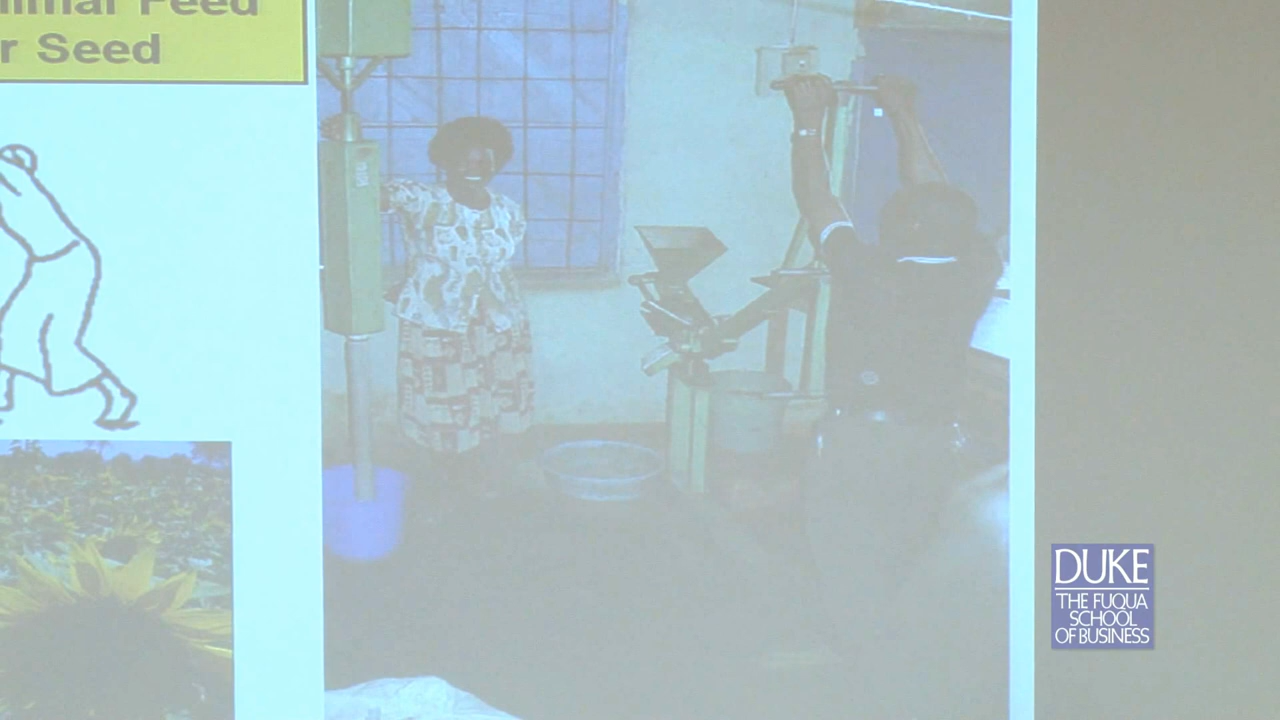 nimal Feed
r Seed
DUKE
THE FUQUA
SCHOOL
OF BUSINESS